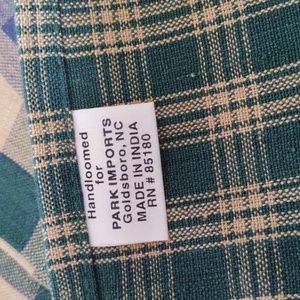 Handloomed
for
PARK IMPORTS
Goldsboro, NC
MADE IN INDIA
RN # 85180